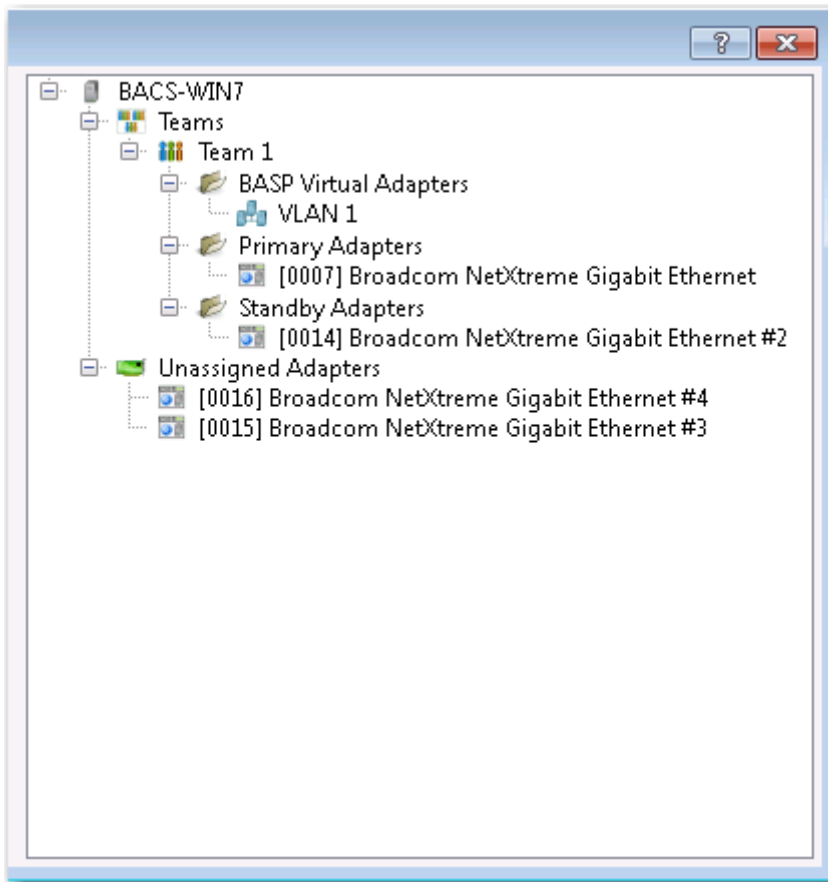 ?
BACS-WIN7
Teams
Team 1
BASP Virtual Adapters
VLAN 1
Primary Adapters
[0007] Broadcom NetXtreme Gigabit Ethernet
Standby Adapters
[0014] Broadcom NetXtreme Gigabit Ethernet #2
Unassigned Adapters
[0016] Broadcom NetXtreme Gigabit Ethernet #4
[0015] Broadcom NetXtreme Gigabit Ethernet #3